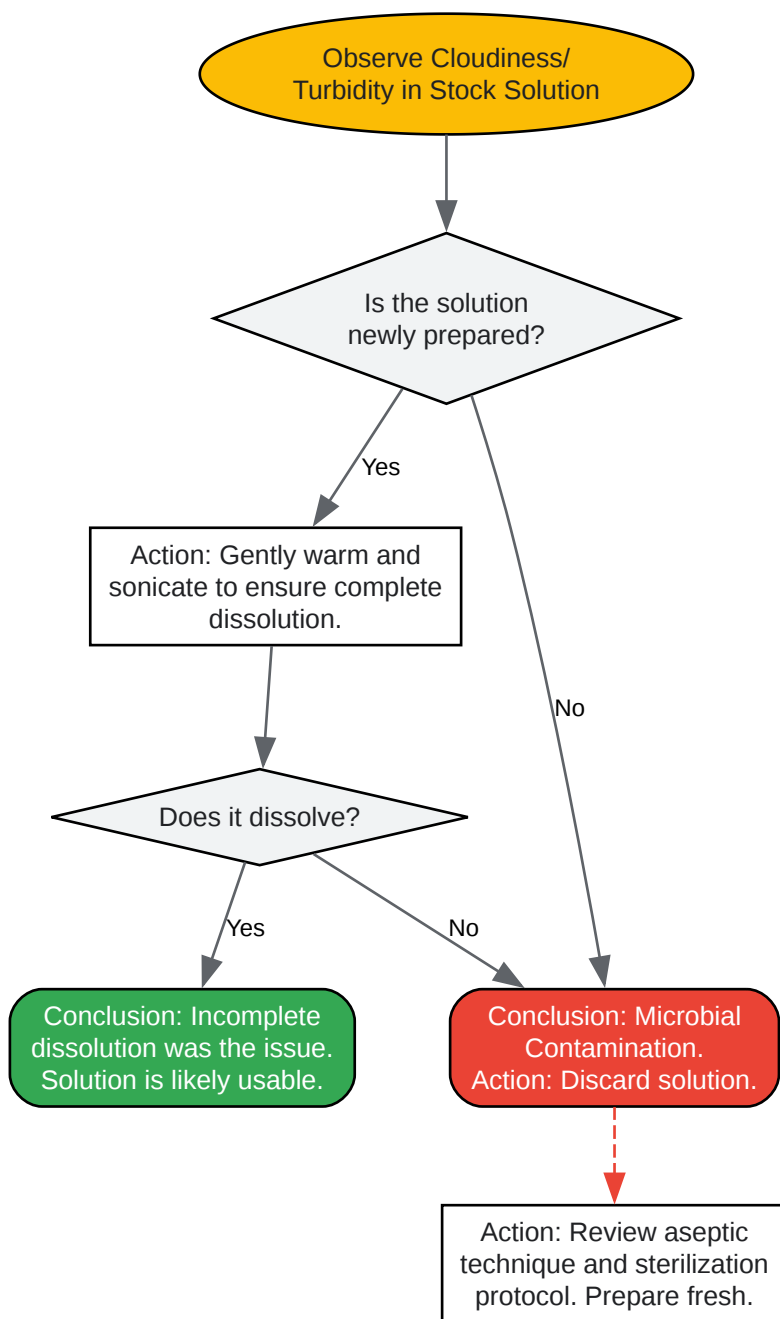 Observe Cloudiness/
Turbidity in Stock Solution
Is the solution
newly prepared?
Yes
Action: Gently warm and
sonicate to ensure complete
dissolution.
No
Does it dissolve?
Yes
No
Conclusion: Incomplete
dissolution was the issue.
Solution is likely usable.
Conclusion: Microbial
Contamination.
Action: Discard solution.
Action: Review aseptic
technique and sterilization
protocol. Prepare fresh.